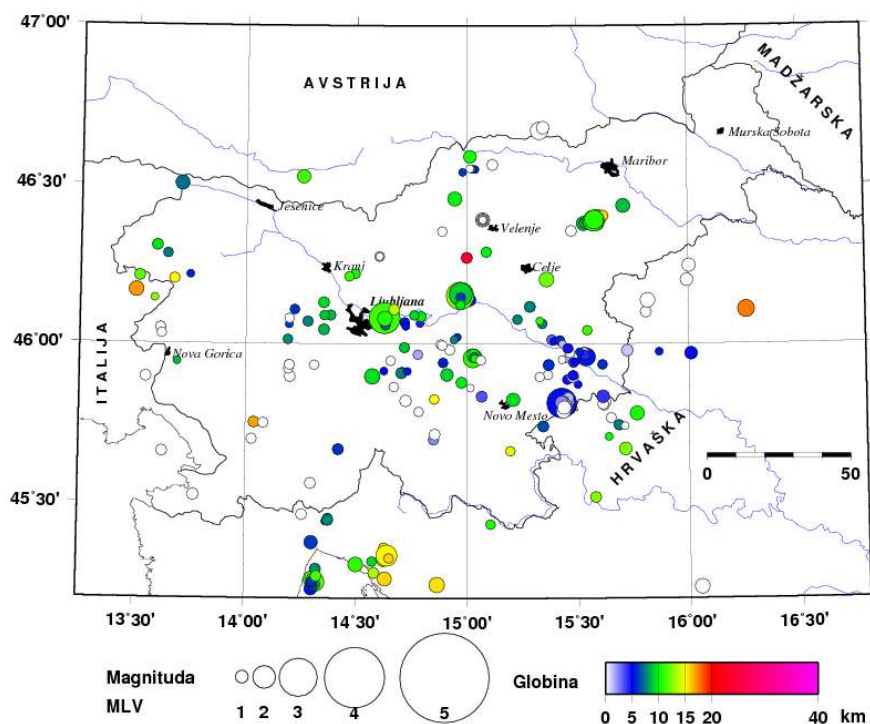 47°00'
AVSTRIJA
MADŽARSKA
Murska Sobota
Maribor
46°30'
Jesenice
Velenje
Kranj
Celje
Ljubljana
46°00'
ITALIJA
Nova Gorica
Novo Mesto
HRVAŠKA
0 50
45°30'
13°30' 14°00' 14°30' 15°00' 15°30' 16°00' 16°30'
Magnituda
MLV
1 2 3 4 5
Globina
0 5 10 15 20 40 km